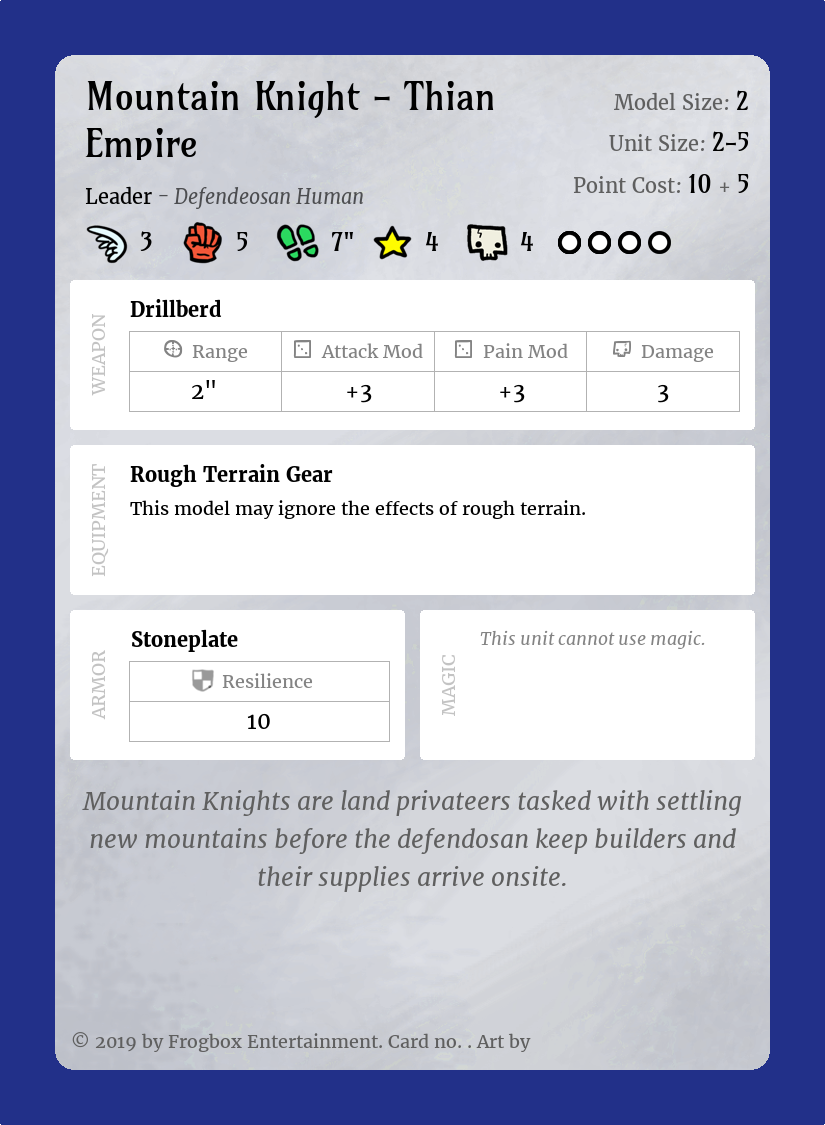 Mountain Knight – Thian
Empire
Model Size: 2
Unit Size: 2–5
Point Cost: 10 + 5
Leader – Defendeosan Human
3 5 7" 4 4
WEAPON
Drillberd
Range Attack Mod Pain Mod Damage
2" +3 +3 3
EQUIPMENT
Rough Terrain Gear
This model may ignore the effects of rough terrain.
ARMOR
Stoneplate
Resilience
10
MAGIC
This unit cannot use magic.
Mountain Knights are land privateers tasked with settling
new mountains before the defendosan keep builders and
their supplies arrive onsite.
© 2019 by Frogbox Entertainment. Card no. . Art by